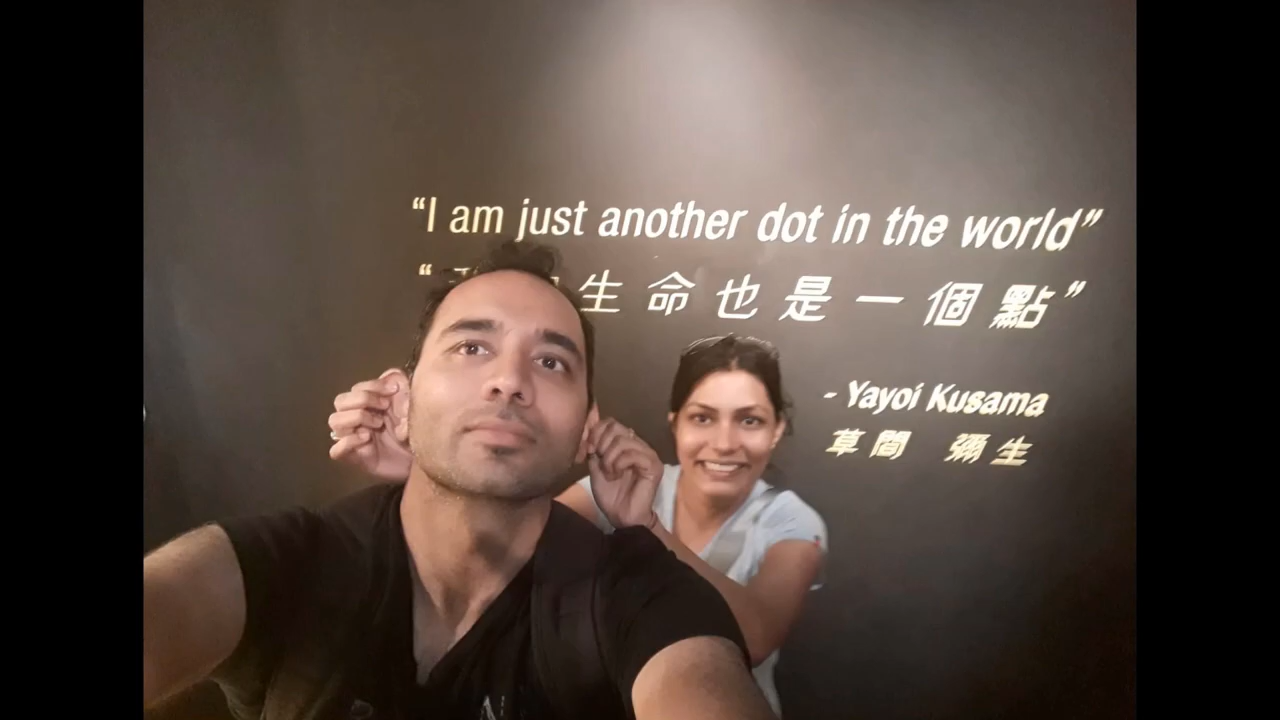 “I am just another dot in the world”
“生命也是一個點”
- Yayoi Kusama
草間 彌生